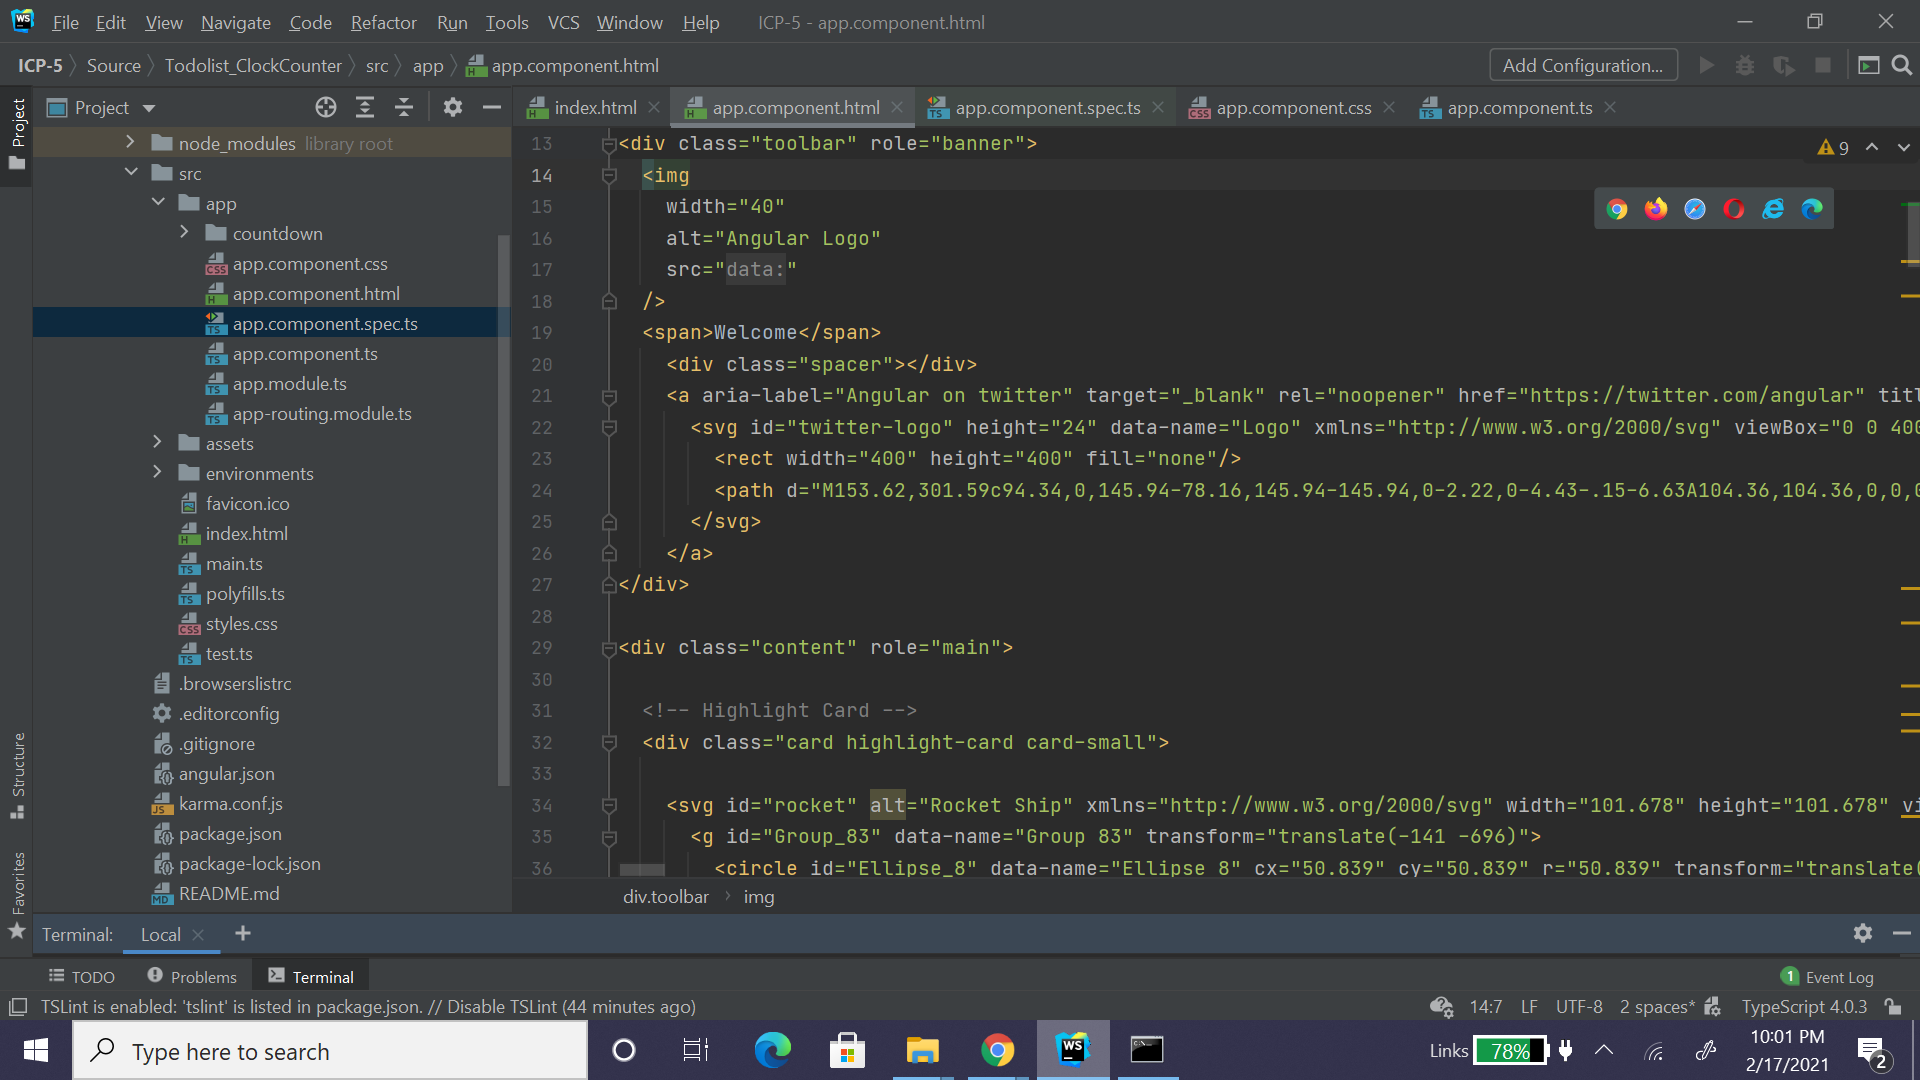 WS File Edit View Navigate Code Refactor Run Tools VCS Window Help ICP-5 - app.component.html
ICP-5 Source Todolist_ClockCounter src app app.component.html Add Configuration...
Project
Project
index.html app.component.html app.component.spec.ts app.component.css app.component.ts
node_modules library root
src
app
countdown
app.component.css
app.component.html
app.component.spec.ts
app.component.ts
app.module.ts
app-routing.module.ts
assets
environments
favicon.ico
index.html
main.ts
polyfills.ts
styles.css
test.ts
.browserslistrc
.editorconfig
.gitignore
angular.json
karma.conf.js
package.json
package-lock.json
README.md
Structure
Favorites
9
13 <div class="toolbar" role="banner">
14 <img
15 width="40"
16 alt="Angular Logo"
17 src="data:"
18 />
19 <span>Welcome</span>
20 <div class="spacer"></div>
21 <a aria-label="Angular on twitter" target="_blank" rel="noopener" href="https://twitter.com/angular" titl
22 <svg id="twitter-logo" height="24" data-name="Logo" xmlns="http://www.w3.org/2000/svg" viewBox="0 0 400
23 <rect width="400" height="400" fill="none"/>
24 <path d="M153.62,301.59c94.34,0,145.94-78.16,145.94-145.94,0-2.22,0-4.43-.15-6.63A104.36,104.36,0,0,0
25 </svg>
26 </a>
27 </div>
28
29 <div class="content" role="main">
30
31 <!-- Highlight Card -->
32 <div class="card highlight-card card-small">
33
34 <svg id="rocket" alt="Rocket Ship" xmlns="http://www.w3.org/2000/svg" width="101.678" height="101.678" vi
35 <g id="Group_83" data-name="Group 83" transform="translate(-141 -696)">
36 <circle id="Ellipse_8" data-name="Ellipse 8" cx="50.839" cy="50.839" r="50.839" transform="translate(
div.toolbar img
Terminal: Local
TODO Problems Terminal 1 Event Log
TSLint is enabled: 'tslint' is listed in package.json. // Disable TSLint (44 minutes ago) 14:7 LF UTF-8 2 spaces* TypeScript 4.0.3
Type here to search
WS
Links 78%
10:01 PM
2/17/2021
2